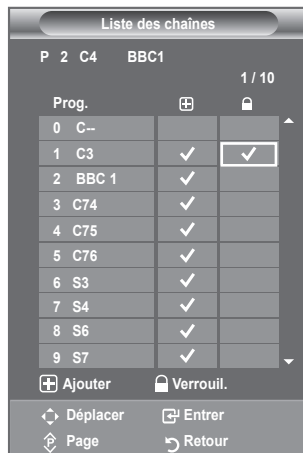 Liste des chaînes
P 2 C4 BBC1
1 / 10
Prog.
0 C--
1 C3
2 BBC 1
3 C74
4 C75
5 C76
6 S3
7 S4
8 S6
9 S7
Ajouter Verrouil.
Déplacer Entrer
P Page Retour